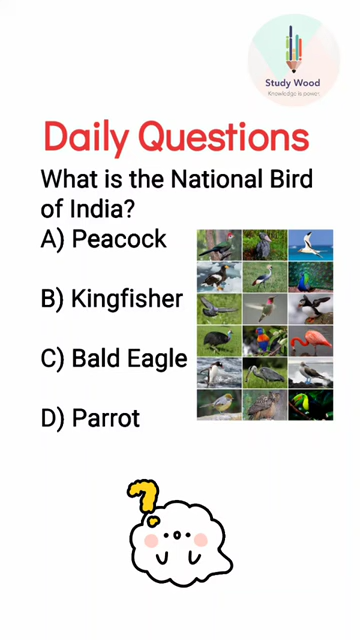 Study Wood
Knowledge is power.
Daily Questions
What is the National Bird
of India?
A) Peacock
B) Kingfisher
C) Bald Eagle
D) Parrot
?